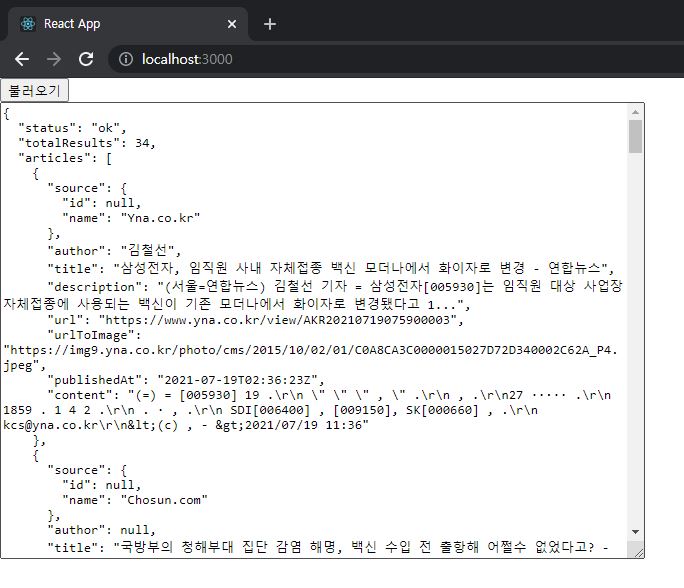 React App
localhost:3000
불러오기
{
"status": "ok",
"totalResults": 34,
"articles": [
{
"source": {
"id": null,
"name": "Yna.co.kr"
},
"author": "김철선",
"title": "삼성전자, 임직원 사내 자체접종 백신 모더나에서 화이자로 변경 - 연합뉴스",
"description": "(서울=연합뉴스) 김철선 기자 = 삼성전자[005930]는 임직원 대상 사업장
자체접종에 사용되는 백신이 기존 모더나에서 화이자로 변경됐다고 1...",
"url": "https://www.yna.co.kr/view/AKR20210719075900003",
"urlToImage":
"https://img9.yna.co.kr/photo/cms/2015/10/02/01/C0A8CA3C0000015027D72D340002C62A_P4.
jpeg",
"publishedAt": "2021-07-19T02:36:23Z",
"content": "(=) = [005930] 19 .\r\n \" \" \" , \" .\r\n , .\r\n27 ····· .\r\n
1859 . 1 4 2 .\r\n . · , .\r\n SDI[006400] , [009150], SK[000660] , .\r\n
kcs@yna.co.kr\r\n&lt;(c) , - &gt;2021/07/19 11:36"
},
{
"source": {
"id": null,
"name": "Chosun.com"
},
"author": null,
"title": "국방부의 청해부대 집단 감염 해명, 백신 수입 전 출항해 어쩔수 없었다고? -